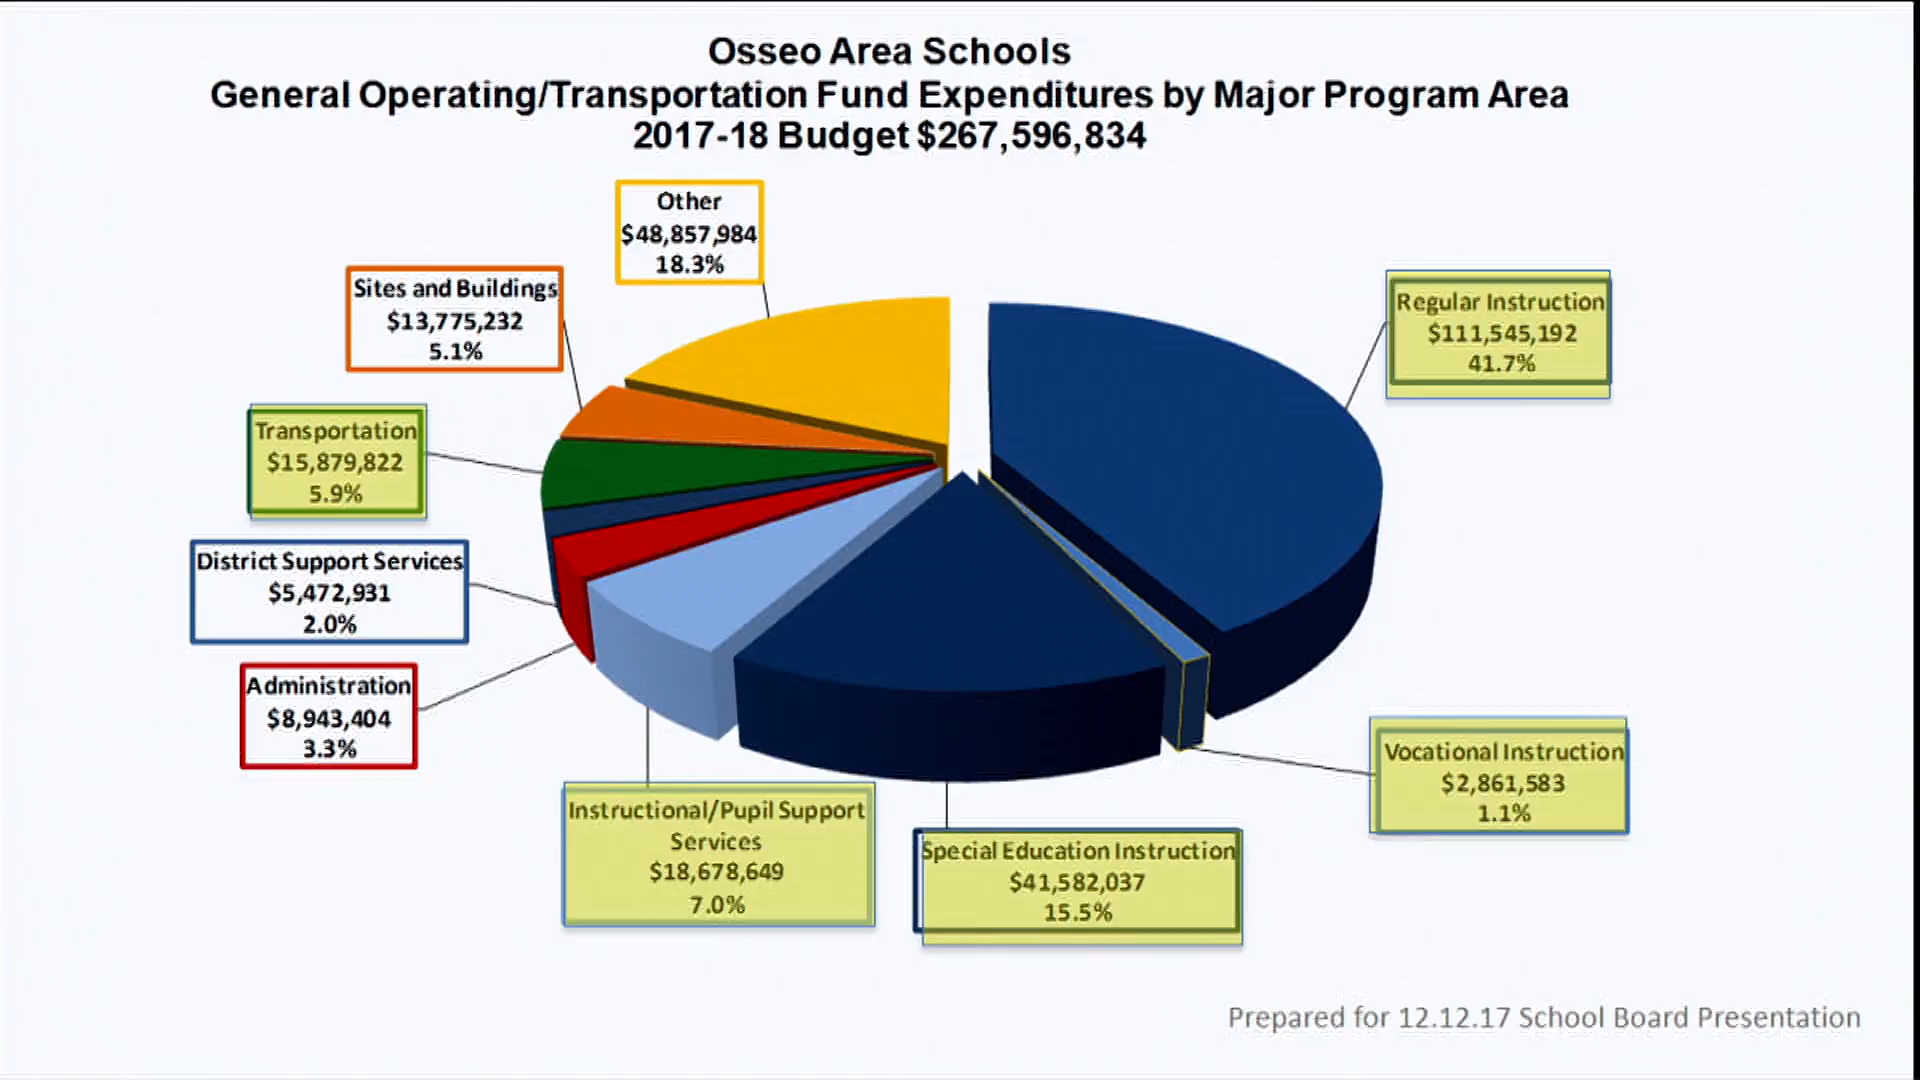 Osseo Area Schools
General Operating/Transportation Fund Expenditures by Major Program Area
2017-18 Budget $267,596,834
Other
$48,857,984
18.3%
Sites and Buildings
$13,775,232
5.1%
Regular Instruction
$111,545,192
41.7%
Transportation
$15,879,822
5.9%
District Support Services
$5,472,931
2.0%
Administration
$8,943,404
3.3%
Vocational Instruction
$2,861,583
1.1%
Instructional/Pupil Support
Services
$18,678,649
7.0%
Special Education Instruction
$41,582,037
15.5%
Prepared for 12.12.17 School Board Presentation